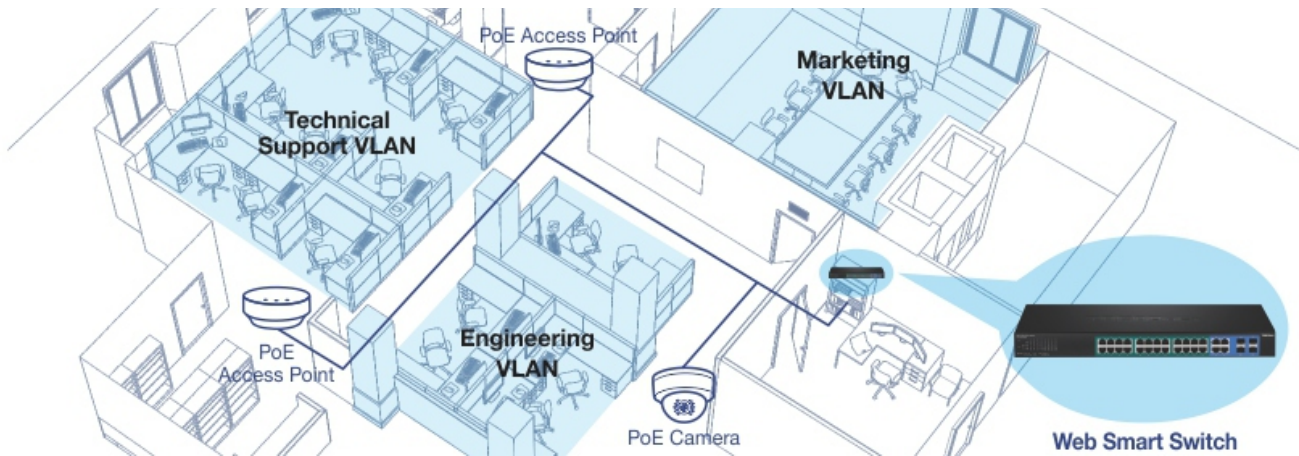 PoE Access Point
Marketing
VLAN
Technical
Support VLAN
Engineering
VLAN
PoE
Access Point
PoE Camera
Web Smart Switch